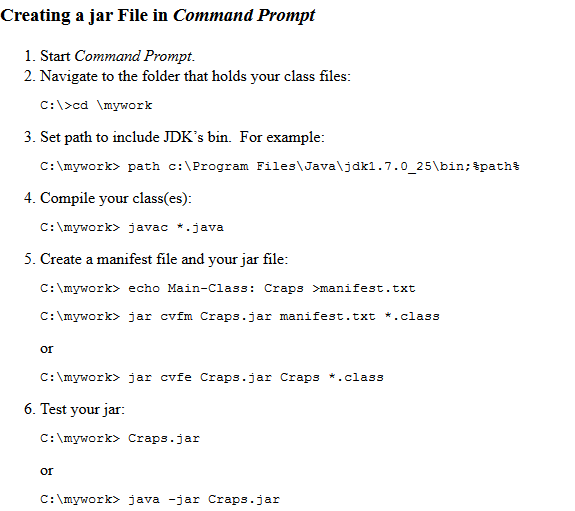 Creating a jar File in Command Prompt
1. Start Command Prompt.
2. Navigate to the folder that holds your class files:
C:\>cd \mywork
3. Set path to include JDK’s bin.  For example:
C:\mywork> path c:\Program Files\Java\jdk1.7.0_25\bin;%path%
4. Compile your class(es):
C:\mywork> javac *.java
5. Create a manifest file and your jar file:
C:\mywork> echo Main-Class: Craps >manifest.txt
C:\mywork> jar cvfm Craps.jar manifest.txt *.class
or
C:\mywork> jar cvfe Craps.jar Craps *.class
6. Test your jar:
C:\mywork> Craps.jar
or
C:\mywork> java -jar Craps.jar